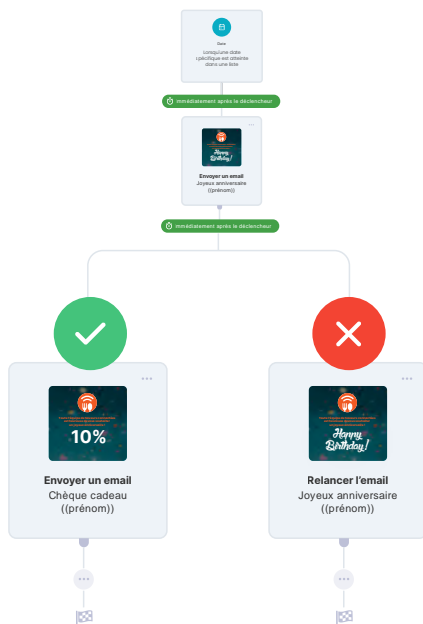 Date
Lorsqu'une date
spécifique est atteinte
dans une liste
Immédiatement après le déclencheur
Happy
Birthday!
Envoyer un email
Joyeux anniversaire
((prénom))
Immédiatement après le déclencheur
10%
Envoyer un email
Chèque cadeau
((prénom))
Happy
Birthday!
Relancer l'email
Joyeux anniversaire
((prénom))